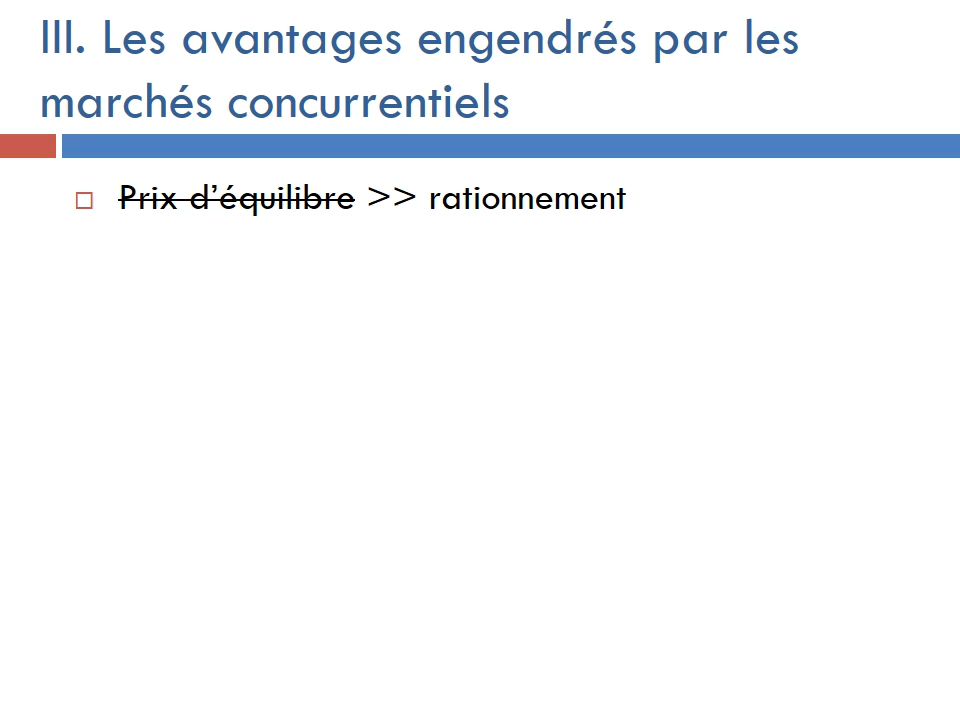 III. Les avantages engendrés par les
marchés concurrentiels
Prix d’équilibre >> rationnement